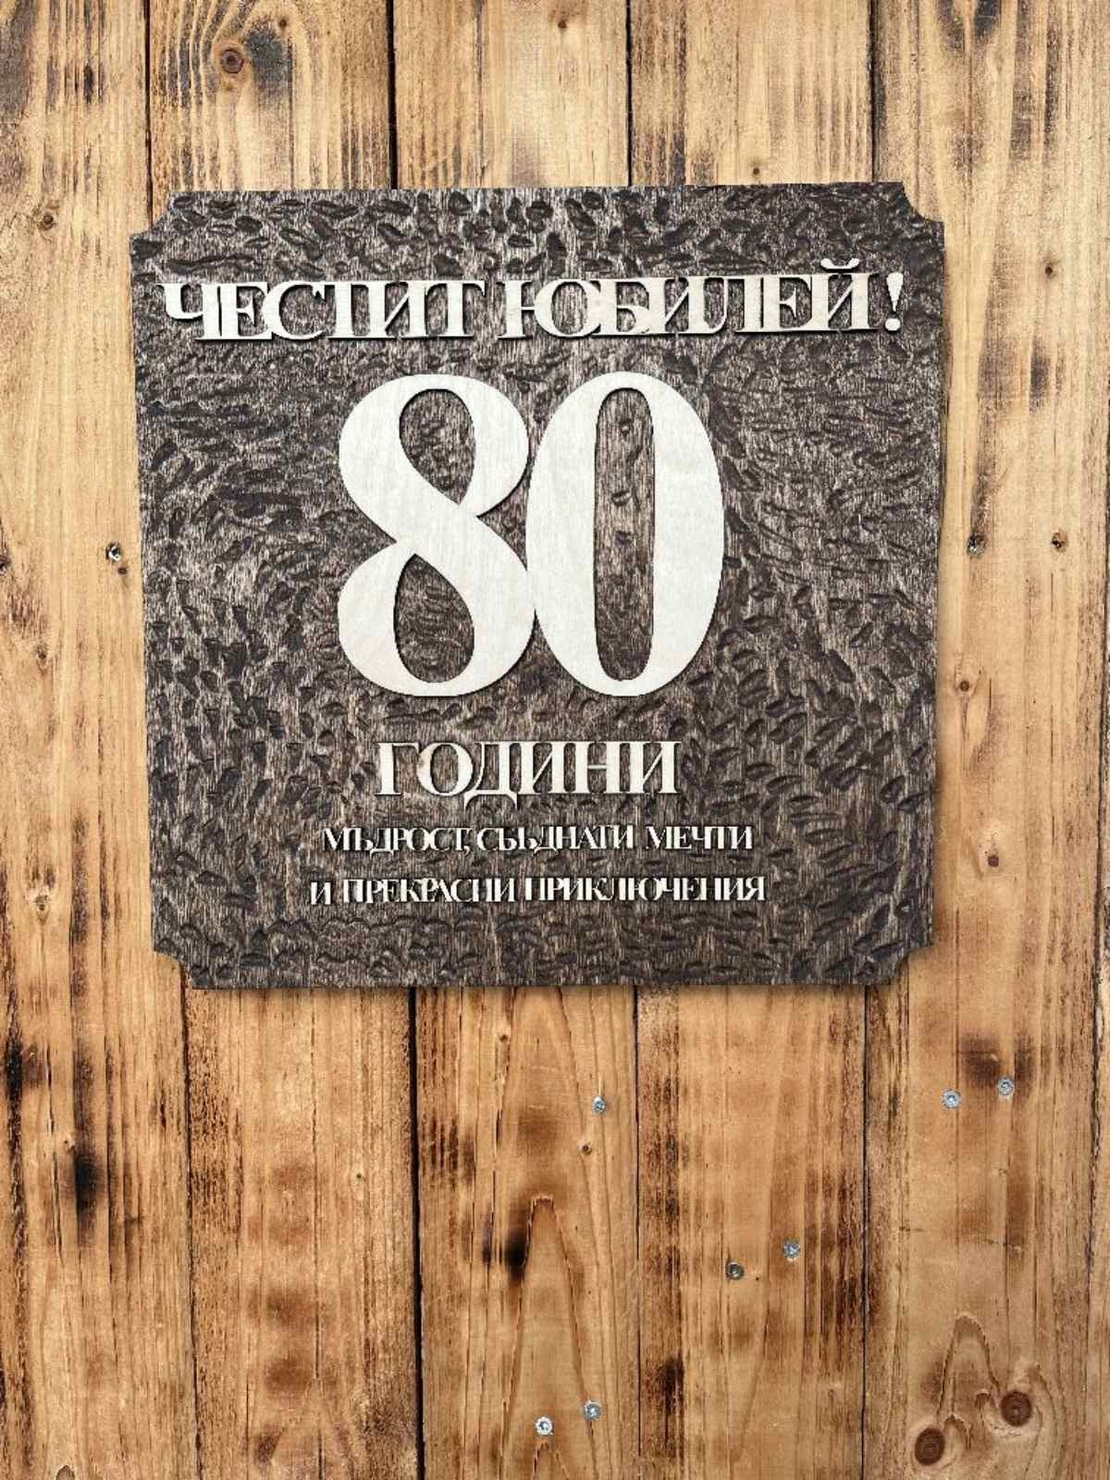 ЧЕСТИТ ЮБИЛЕЙ!
80
ГОДИНИ
МЪДРОСТ, СБЪДНАТИ МЕЧТИ
И ПРЕКРАСНИ ПРИКЛЮЧЕНИЯ